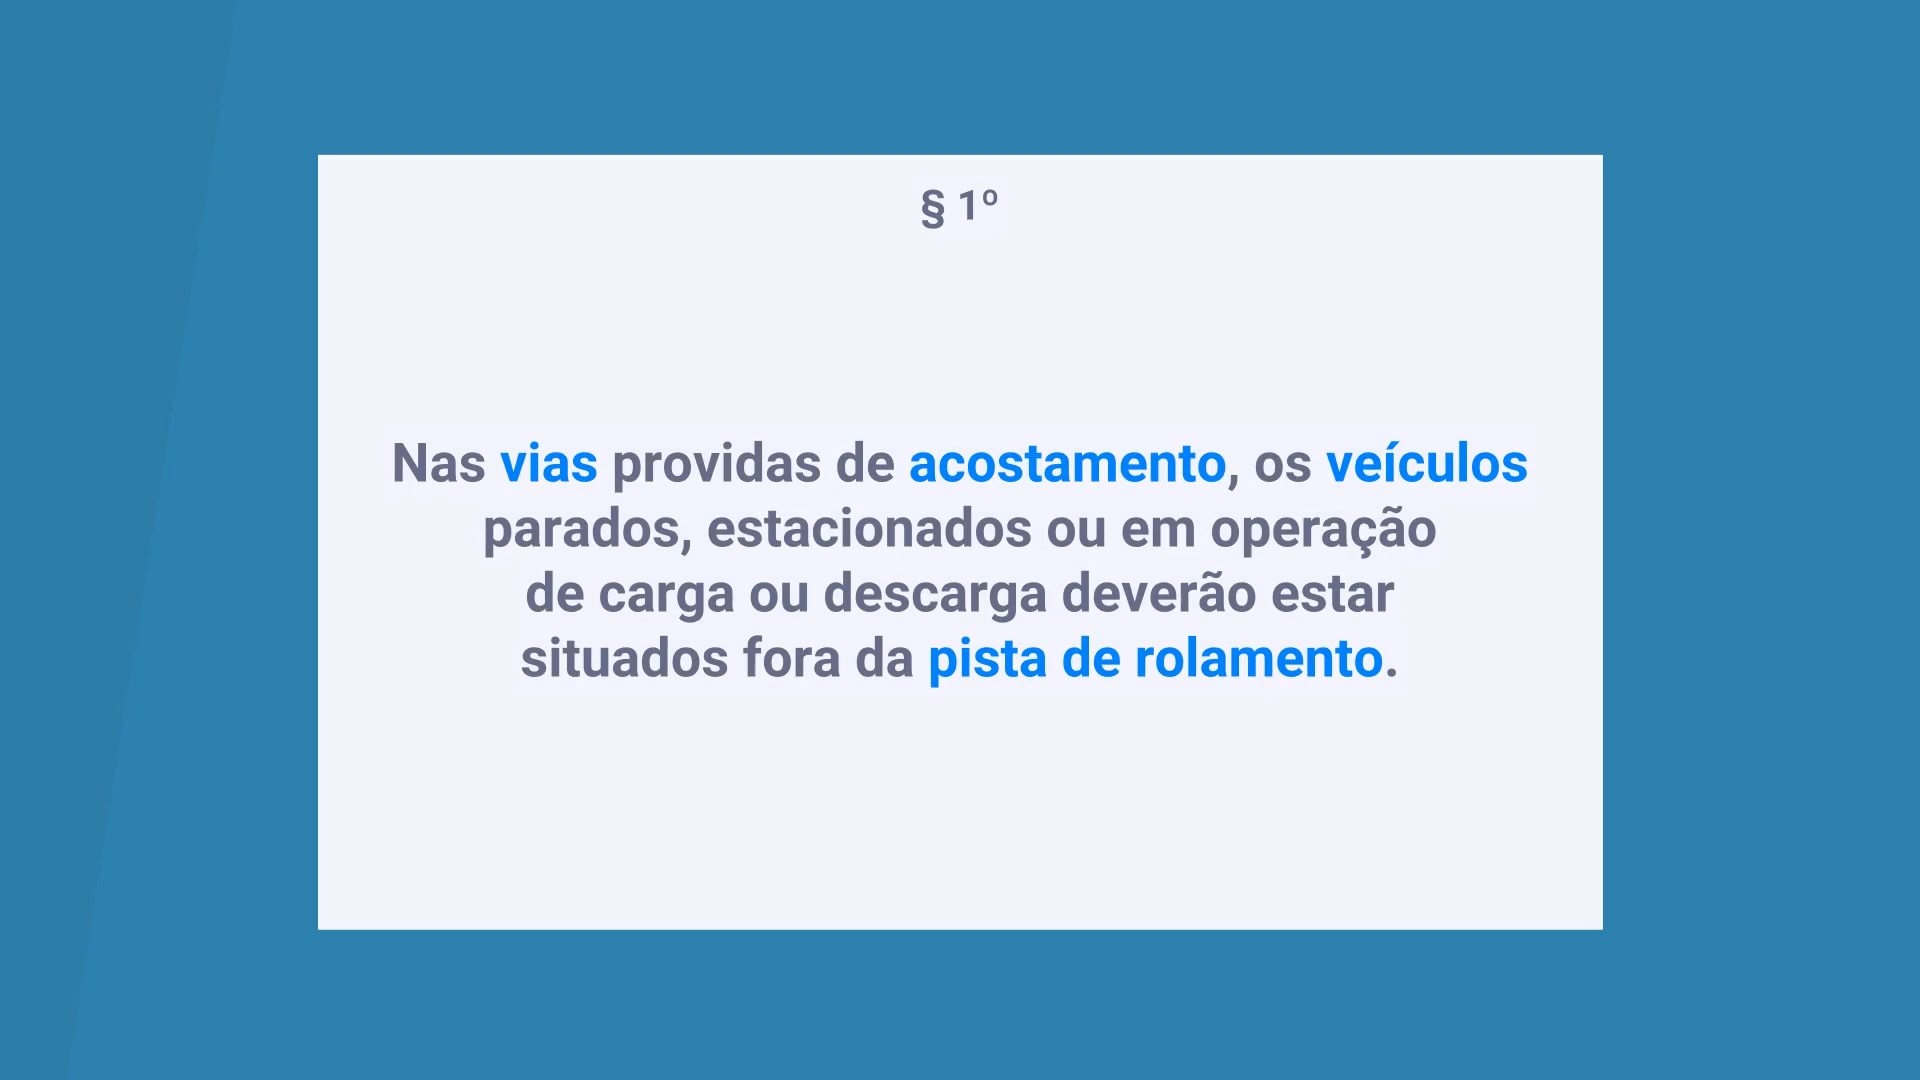 § 1º
Nas vias providas de acostamento, os veículos
parados, estacionados ou em operação
de carga ou descarga deverão estar
situados fora da pista de rolamento.